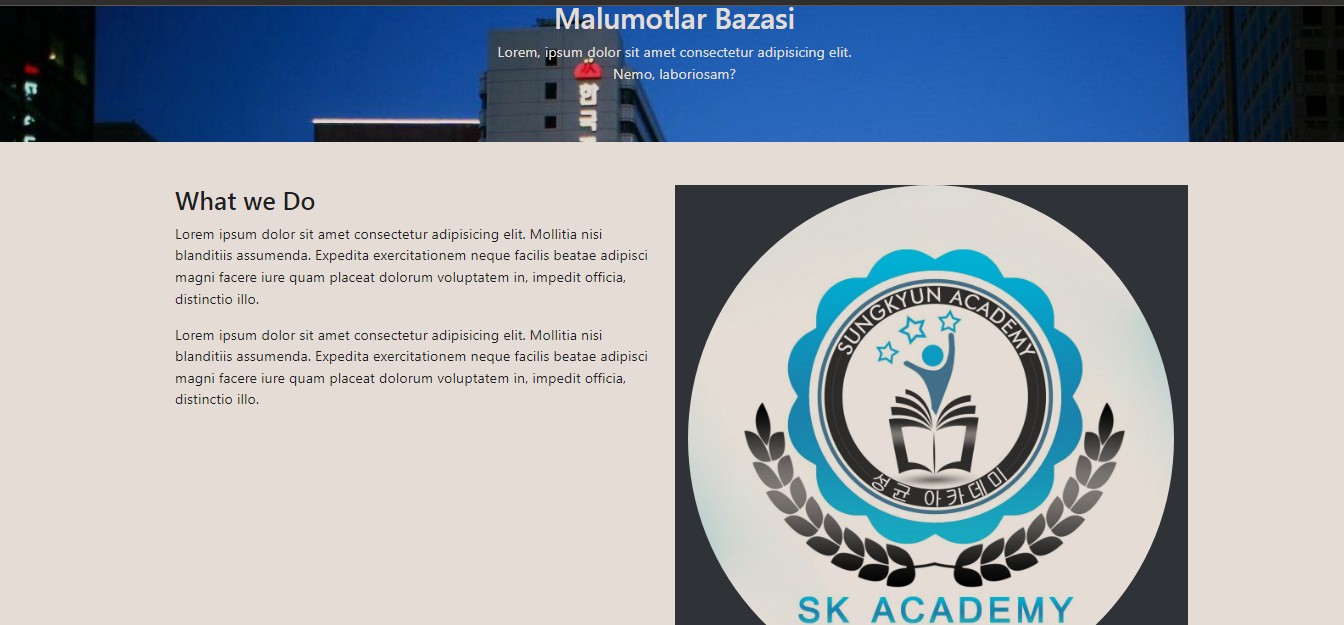 Malumotlar Bazasi
Lorem, ipsum dolor sit amet consectetur adipisicing elit.
Nemo, laboriosam?
한국
What we Do
Lorem ipsum dolor sit amet consectetur adipisicing elit. Mollitia nisi
blanditiis assumenda. Expedita exercitationem neque facilis beatae adipisci
magni facere iure quam placeat dolorum voluptatem in, impedit officia,
distinctio illo.
Lorem ipsum dolor sit amet consectetur adipisicing elit. Mollitia nisi
blanditiis assumenda. Expedita exercitationem neque facilis beatae adipisci
magni facere iure quam placeat dolorum voluptatem in, impedit officia,
distinctio illo.
SUNGKYUN ACADEMY
성균 아카데미
SK ACADEMY